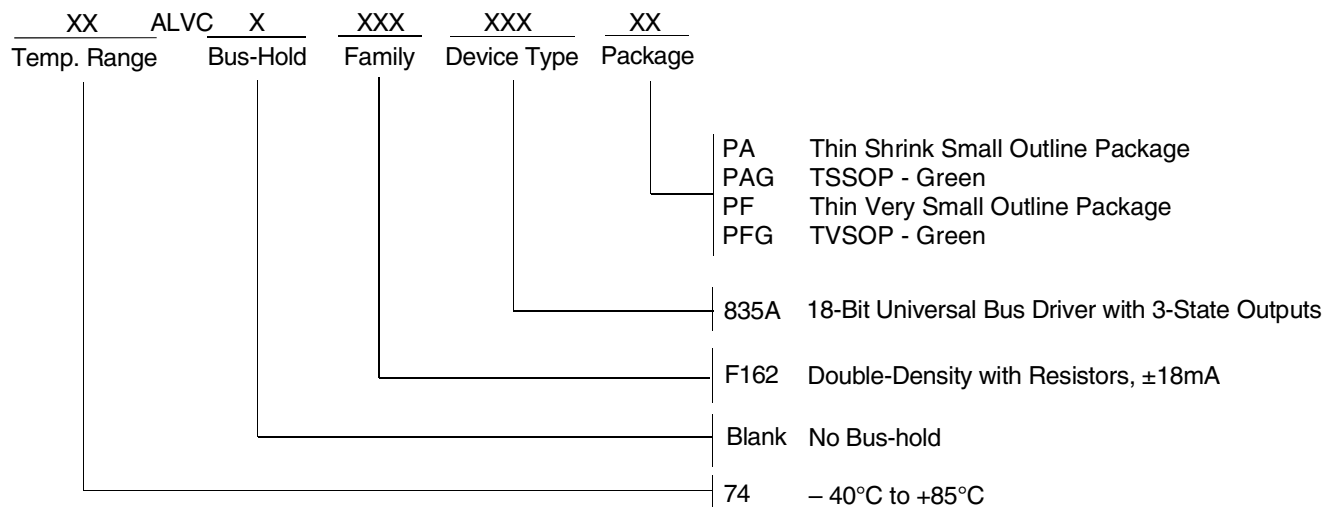 XX ALVC X XXX XXX XX
Temp. Range Bus-Hold Family Device Type Package
PA Thin Shrink Small Outline Package
PAG TSSOP - Green
PF Thin Very Small Outline Package
PFG TVSOP - Green
835A 18-Bit Universal Bus Driver with 3-State Outputs
F162 Double-Density with Resistors, ±18mA
Blank No Bus-hold
74 – 40°C to +85°C